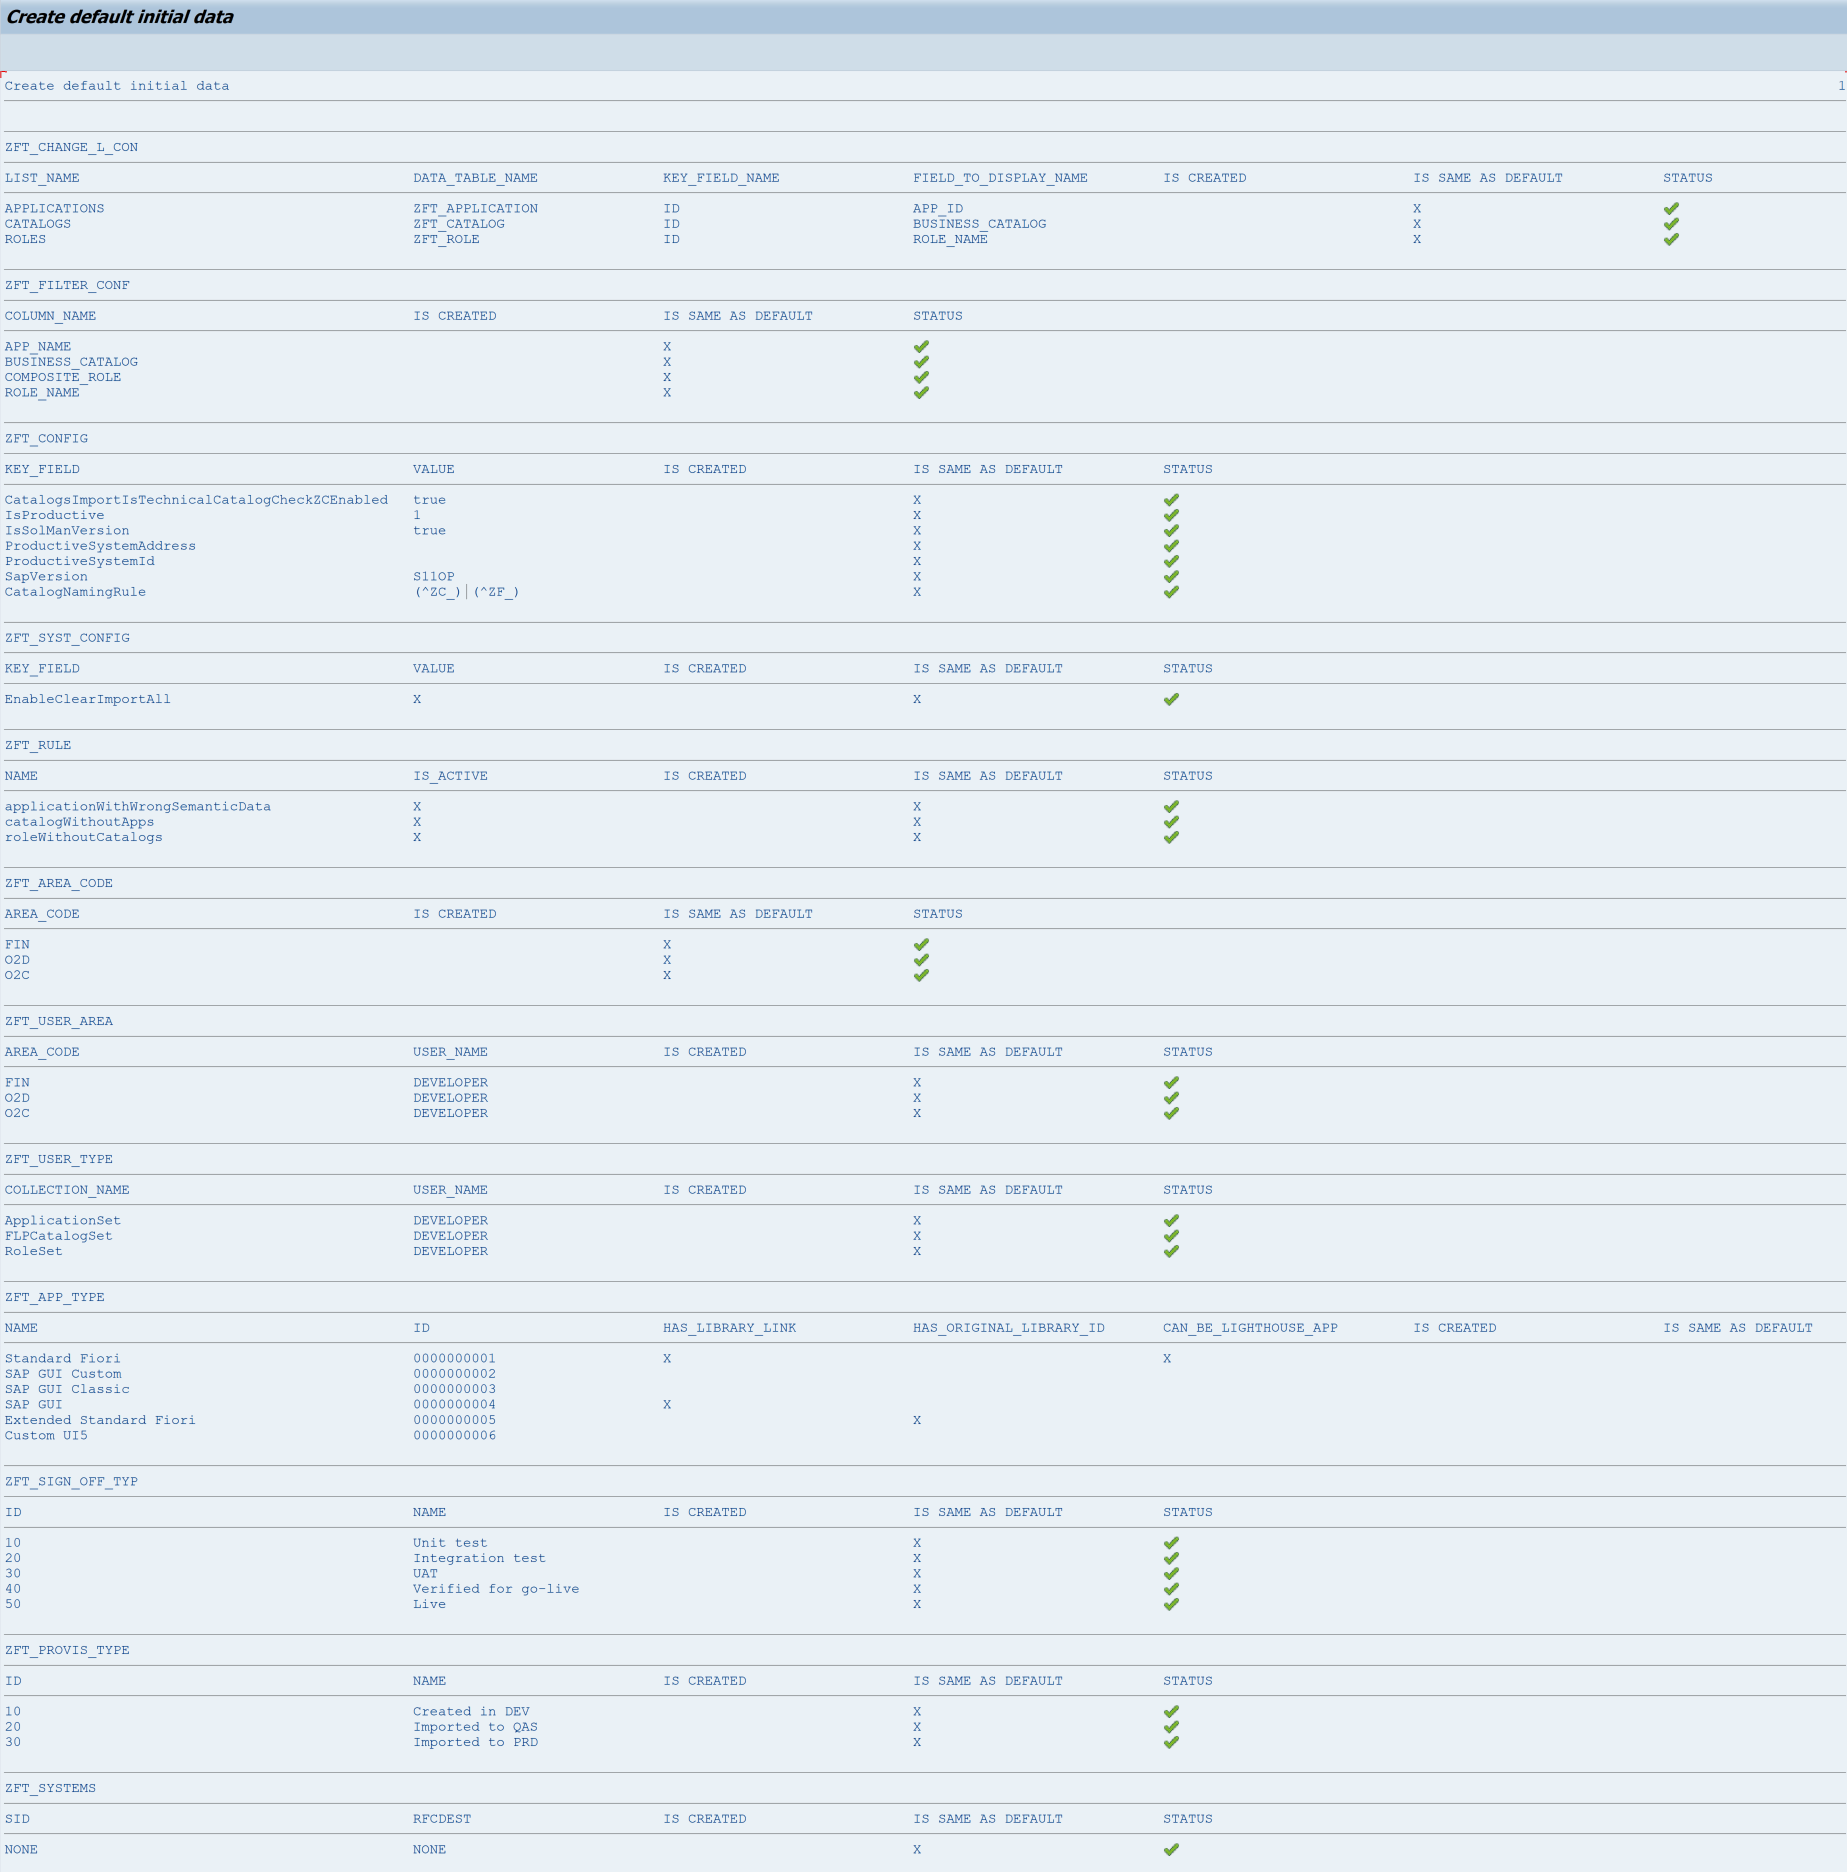 Create default initial data
Create default initial data 1
ZFT_CHANGE_L_CON
LIST_NAME DATA_TABLE_NAME KEY_FIELD_NAME FIELD_TO_DISPLAY_NAME IS CREATED IS SAME AS DEFAULT STATUS
APPLICATIONS ZFT_APPLICATION ID APP_ID X
CATALOGS ZFT_CATALOG ID BUSINESS_CATALOG X
ROLES ZFT_ROLE ID ROLE_NAME X
ZFT_FILTER_CONF
COLUMN_NAME IS CREATED IS SAME AS DEFAULT STATUS
APP_NAME X
BUSINESS_CATALOG X
COMPOSITE_ROLE X
ROLE_NAME X
ZFT_CONFIG
KEY_FIELD VALUE IS CREATED IS SAME AS DEFAULT STATUS
CatalogsImportIsTechnicalCatalogCheckZCEnabled true X
IsProductive 1 X
IsSolManVersion true X
ProductiveSystemAddress X
ProductiveSystemId X
SapVersion S11OP X
CatalogNamingRule (^ZC_)|(^ZF_) X
ZFT_SYST_CONFIG
KEY_FIELD VALUE IS CREATED IS SAME AS DEFAULT STATUS
EnableClearImportAll X X
ZFT_RULE
NAME IS_ACTIVE IS CREATED IS SAME AS DEFAULT STATUS
applicationWithWrongSemanticData X X
catalogWithoutApps X X
roleWithoutCatalogs X X
ZFT_AREA_CODE
AREA_CODE IS CREATED IS SAME AS DEFAULT STATUS
FIN X
O2D X
O2C X
ZFT_USER_AREA
AREA_CODE USER_NAME IS CREATED IS SAME AS DEFAULT STATUS
FIN DEVELOPER X
O2D DEVELOPER X
O2C DEVELOPER X
ZFT_USER_TYPE
COLLECTION_NAME USER_NAME IS CREATED IS SAME AS DEFAULT STATUS
ApplicationSet DEVELOPER X
FLPCatalogSet DEVELOPER X
RoleSet DEVELOPER X
ZFT_APP_TYPE
NAME ID HAS_LIBRARY_LINK HAS_ORIGINAL_LIBRARY_ID CAN_BE_LIGHTHOUSE_APP IS CREATED IS SAME AS DEFAULT
Standard Fiori 0000000001 X X
SAP GUI Custom 0000000002
SAP GUI Classic 0000000003
SAP GUI 0000000004 X
Extended Standard Fiori 0000000005 X
Custom UI5 0000000006
ZFT_SIGN_OFF_TYP
ID NAME IS CREATED IS SAME AS DEFAULT STATUS
10 Unit test X
20 Integration test X
30 UAT X
40 Verified for go-live X
50 Live X
ZFT_PROVIS_TYPE
ID NAME IS CREATED IS SAME AS DEFAULT STATUS
10 Created in DEV X
20 Imported to QAS X
30 Imported to PRD X
ZFT_SYSTEMS
SID RFCDEST IS CREATED IS SAME AS DEFAULT STATUS
NONE NONE X